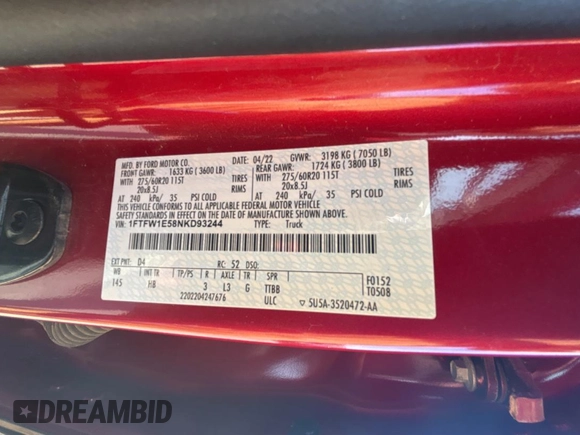 MFD. BY FORD MOTOR CO.
04/22 GVWR: 3198 KG ( 7050 LB)
FRONT GAWR: 1633 KG ( 3600 LB)
REAR GAWR: 1724 KG ( 3800 LB)
WITH 275/60R20 115T TIRES
20x8.5J RIMS
AT 240 kPa/ 35 PSI COLD
WITH 275/60R20 115T TIRES
20x8.5J RIMS
AT 240 kPa/ 35 PSI COLD
THIS VEHICLE CONFORMS TO ALL APPLICABLE FEDERAL MOTOR VEHICLE
SAFETY AND THEFT PREVENTION STANDARDS IN EFFECT ON THE DATE OF MANUFACTURE SHOWN ABOVE.
VIN: 1FTFW1E58NKD93244 TYPE: Truck
EXT PNT: D4 RC: 52 DSO:
WB INT TR TP/PS R AXLE TR SPR
145 HB 3 L3 G TTBB
2202204247676 ULC
F0152
T0508
5U5A-3520472-AA
DREAMBID